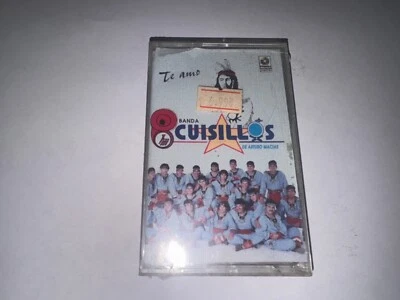 Te amo
BANDA
CUISILLOS
DE ARTURO MACIAS